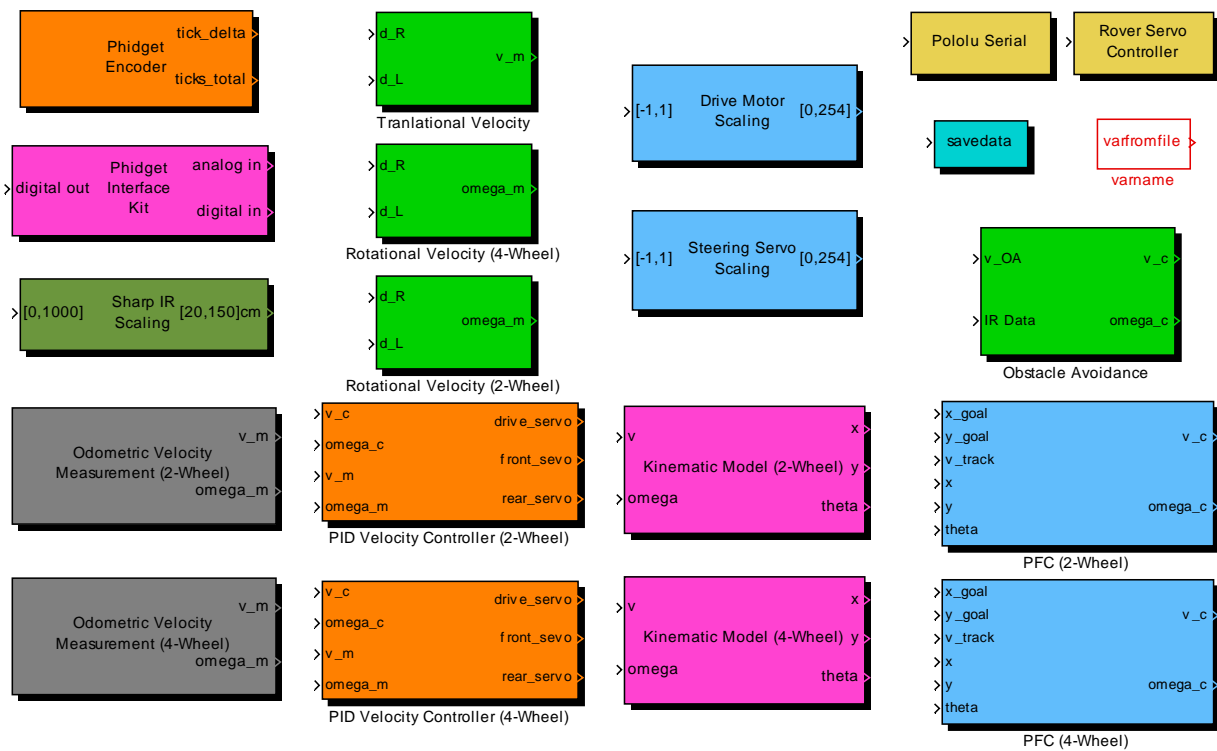 tick_delta
Phidget
Encoder
ticks_total
d_R
v_m
d_L
Tranlational Velocity
[-1,1]
Drive Motor
Scaling
[0,254]
Pololu Serial
Rover Servo
Controller
savedata
varfromfile
varname
digital out
Phidget
Interface
Kit
analog in
digital in
d_R
omega_m
d_L
Rotational Velocity (4-Wheel)
[-1,1]
Steering Servo
Scaling
[0,254]
v_OA
v_c
IR Data
omega_c
Obstacle Avoidance
[0,1000]
Sharp IR
Scaling
[20,150]cm
d_R
omega_m
d_L
Rotational Velocity (2-Wheel)
Odometric Velocity
Measurement (2-Wheel)
v_m
omega_m
v_c
omega_c
v_m
omega_m
drive_servo
front_sevo
rear_servo
PID Velocity Controller (2-Wheel)
v
omega
Kinematic Model (2-Wheel)
x
y
theta
x_goal
y_goal
v_track
x
y
theta
v_c
omega_c
PFC (2-Wheel)
Odometric Velocity
Measurement (4-Wheel)
v_m
omega_m
v_c
omega_c
v_m
omega_m
drive_servo
front_sevo
rear_servo
PID Velocity Controller (4-Wheel)
v
omega
Kinematic Model (4-Wheel)
x
y
theta
x_goal
y_goal
v_track
x
y
theta
v_c
omega_c
PFC (4-Wheel)